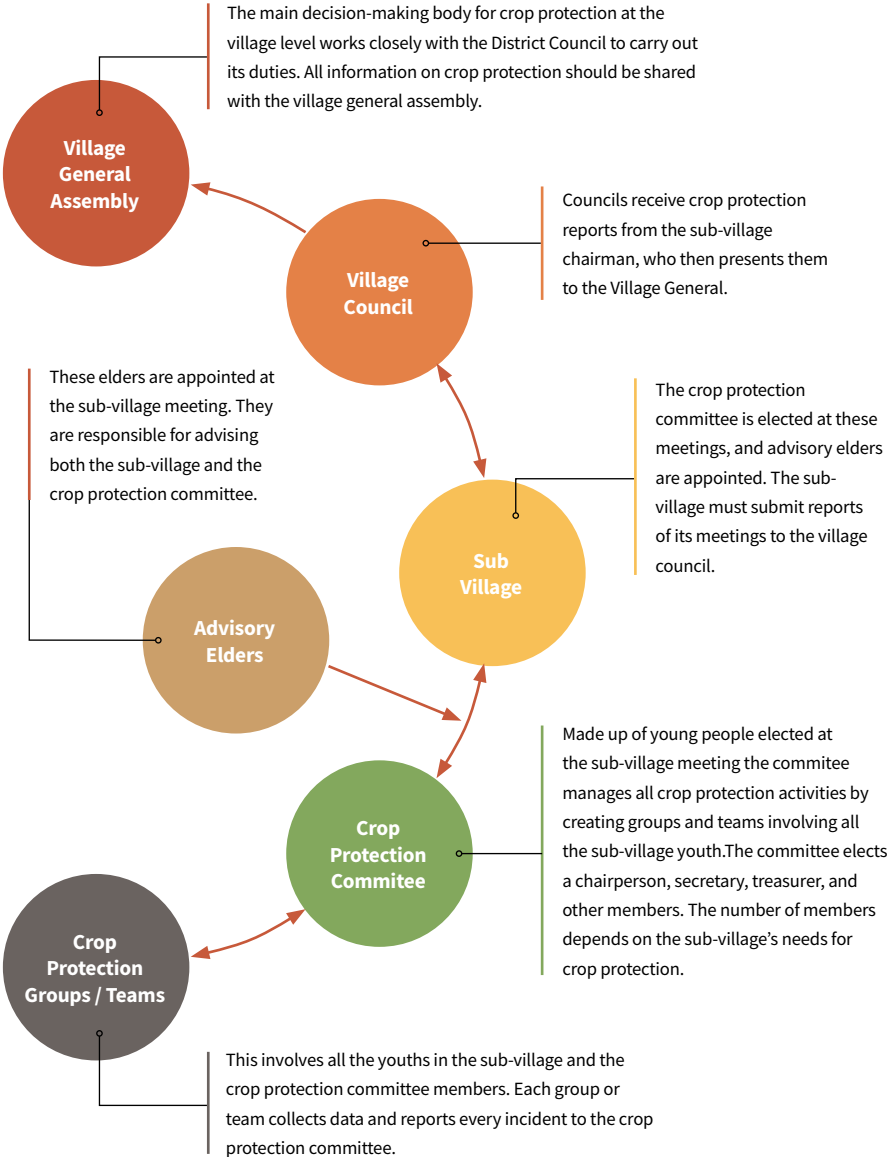 The main decision-making body for crop protection at the
village level works closely with the District Council to carry out
its duties. All information on crop protection should be shared
with the village general assembly.
Village
General
Assembly
Councils receive crop protection
reports from the sub-village
chairman, who then presents them
to the Village General.
Village
Council
These elders are appointed at
the sub-village meeting. They
are responsible for advising
both the sub-village and the
crop protection committee.
The crop protection
committee is elected at these
meetings, and advisory elders
are appointed. The sub-
village must submit reports
of its meetings to the village
council.
Sub
Village
Advisory
Elders
Made up of young people elected at
the sub-village meeting the commitee
manages all crop protection activities by
creating groups and teams involving all
the sub-village youth.The committee elects
a chairperson, secretary, treasurer, and
other members. The number of members
depends on the sub-village's needs for
crop protection.
Crop
Protection
Commitee
Crop
Protection
Groups / Teams
This involves all the youths in the sub-village and the
crop protection committee members. Each group or
team collects data and reports every incident to the crop
protection committee.